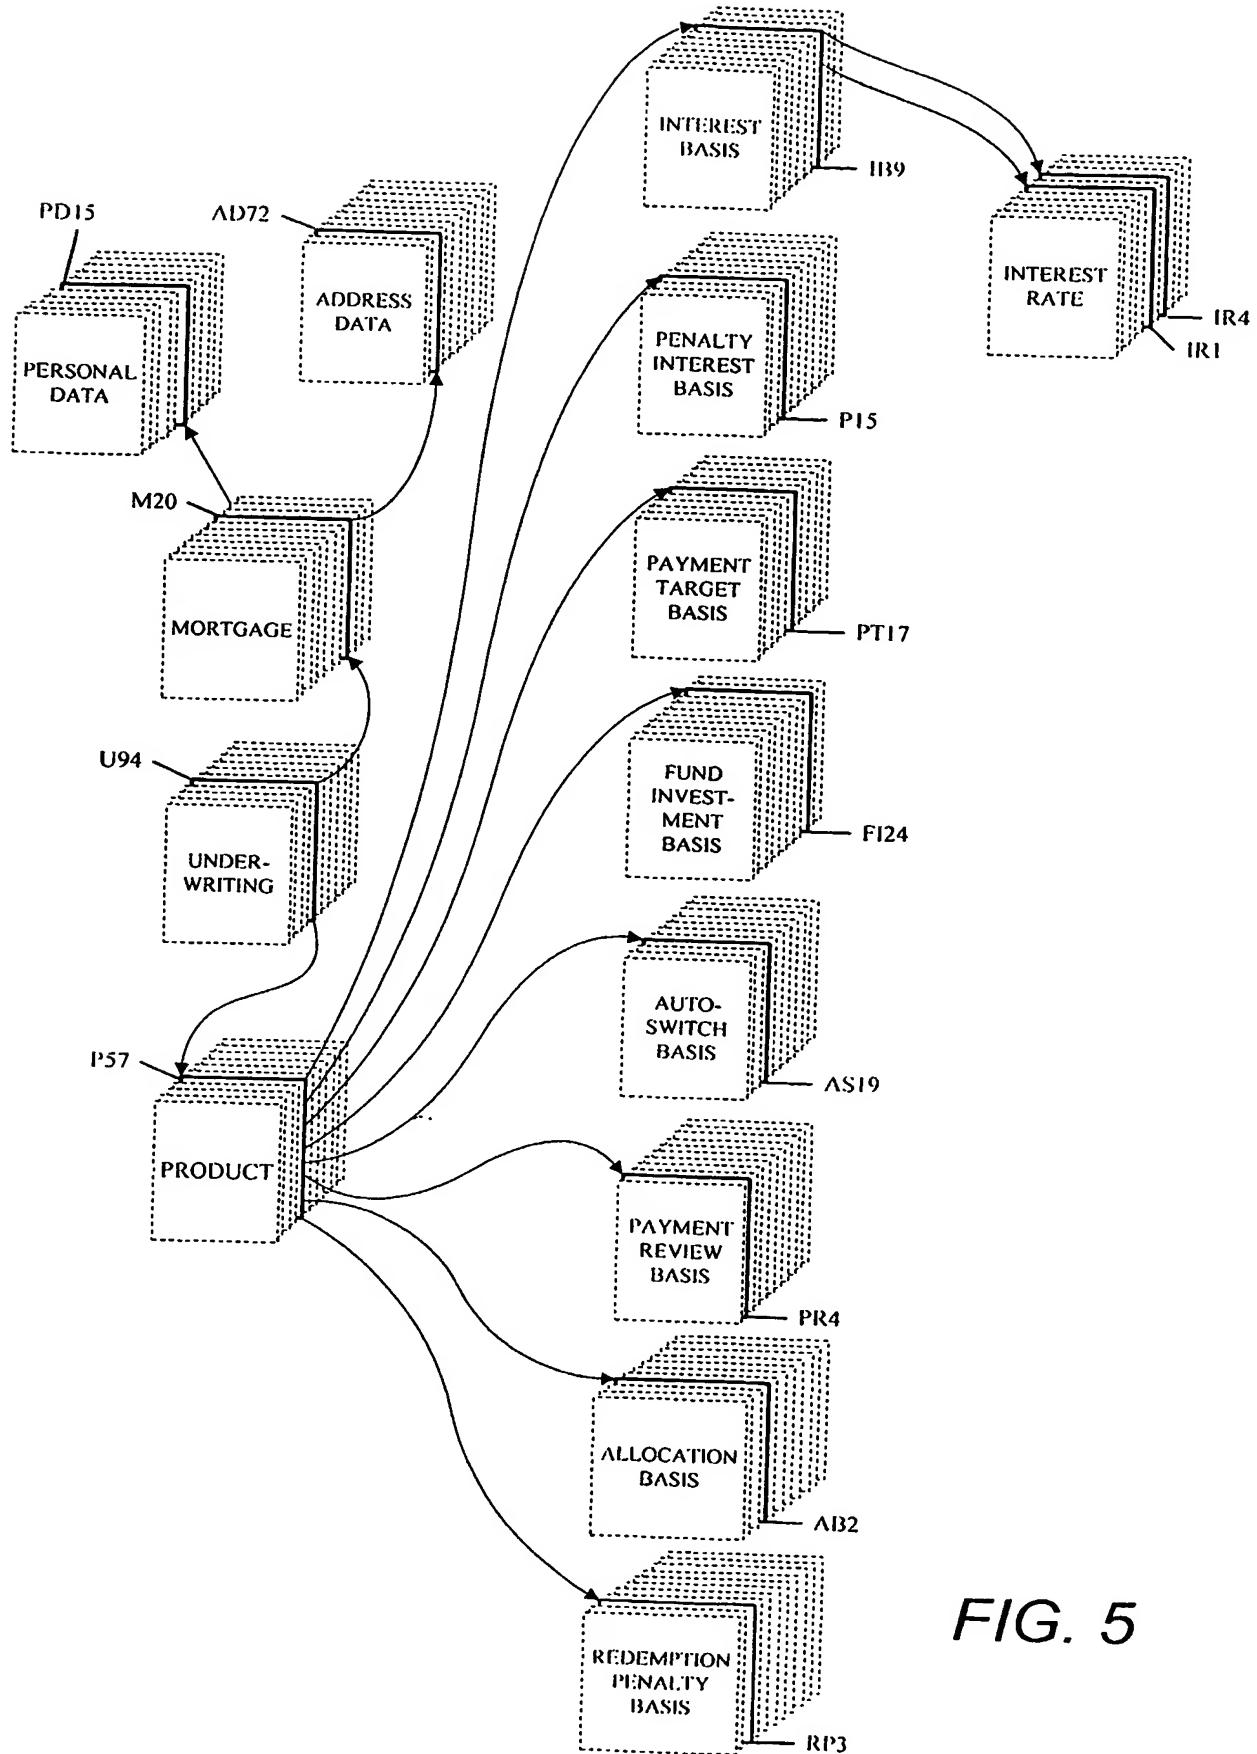 INTEREST
BASIS
IB9
PD15
AD72
INTEREST
RATE
IR4
IR1
ADDRESS
DATA
PERSONAL
DATA
PENALTY
INTEREST
BASIS
P15
M20
MORTGAGE
PAYMENT
TARGET
BASIS
PT17
U94
UNDER-
WRITING
FUND
INVEST-
MENT
BASIS
FI24
AUTO-
SWITCH
BASIS
AS19
P57
PRODUCT
PAYMENT
REVIEW
BASIS
PR4
ALLOCATION
BASIS
AB2
REDEMPTION
PENALTY
BASIS
RP3
FIG. 5